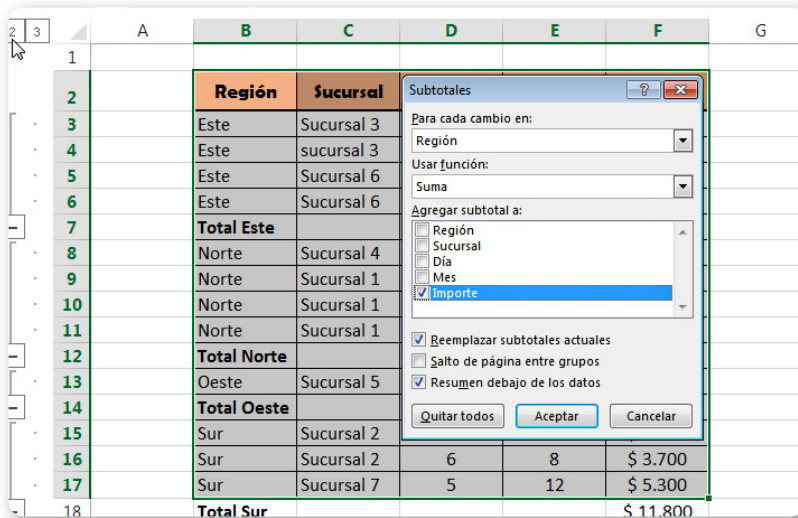 2 3 A B C D E F G
1
2 Región Sucursal
3 Este Sucursal 3
4 Este sucursal 3
5 Este Sucursal 6
6 Este Sucursal 6
7 Total Este
8 Norte Sucursal 4
9 Norte Sucursal 1
10 Norte Sucursal 1
11 Norte Sucursal 1
12 Total Norte
13 Oeste Sucursal 5
14 Total Oeste
15 Sur Sucursal 2
16 Sur Sucursal 2 6 8 $ 3.700
17 Sur Sucursal 7 5 12 $ 5.300
18 Total Sur $ 11.800
Subtotales
Para cada cambio en:
Región
Usar función:
Suma
Agregar subtotal a:
Región
Sucursal
Día
Mes
Importe
Reemplazar subtotales actuales
Salto de página entre grupos
Resumen debajo de los datos
Quitar todos Aceptar Cancelar